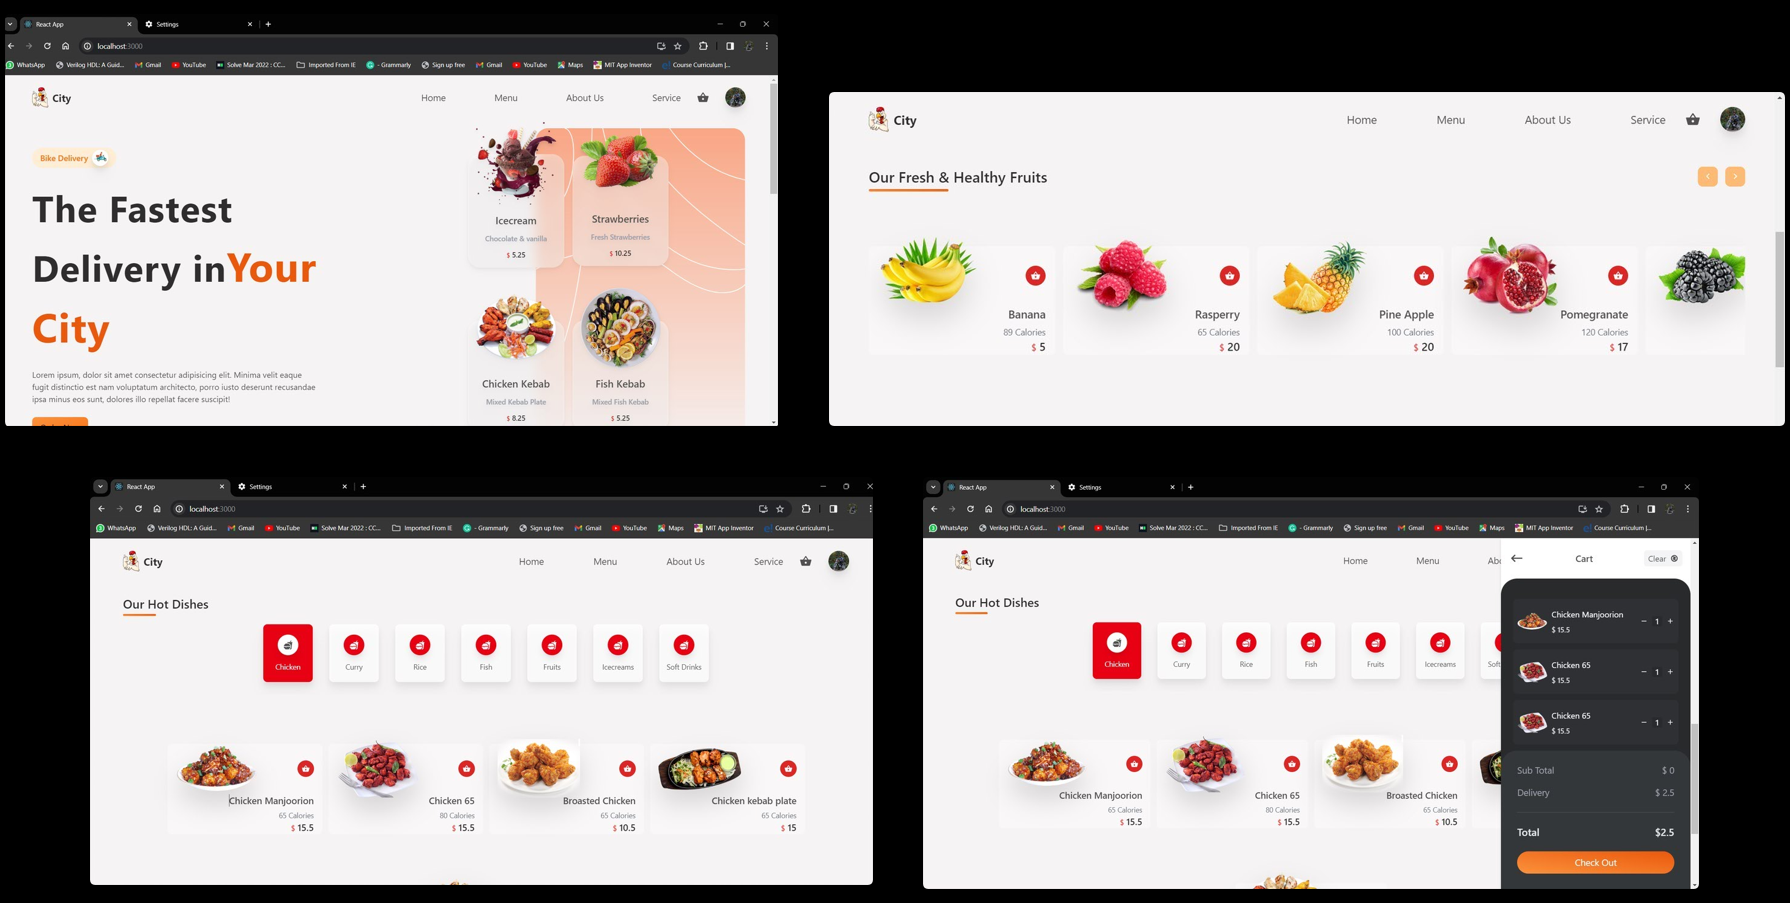 React App
Settings
localhost:3000
WhatsApp Verilog HDL: A Guid... Gmail YouTube Solve Mar 2022 : CC... Imported From IE - Grammarly Sign up free Gmail YouTube Maps MIT App Inventor Course Curriculum |...
City
Home Menu About Us Service
Bike Delivery
The Fastest
Delivery inYour
City
Lorem ipsum, dolor sit amet consectetur adipisicing elit. Minima velit eaque
fugit distinctio est nam voluptatum architecto, porro iusto deserunt recusandae
ipsa minus eos sunt, dolores illo repellat facere suscipit!
Icecream
Chocolate & vanilla
$ 5.25
Strawberries
Fresh Strawberries
$ 10.25
Chicken Kebab
Mixed Kebab Plate
$ 8.25
Fish Kebab
Mixed Fish Kebab
$ 5.25
City
Home Menu About Us Service
Our Fresh & Healthy Fruits
Banana
89 Calories
$ 5
Rasperry
65 Calories
$ 20
Pine Apple
100 Calories
$ 20
Pomegranate
120 Calories
$ 17
React App
Settings
localhost:3000
WhatsApp Verilog HDL: A Guid... Gmail YouTube Solve Mar 2022 : CC... Imported From IE - Grammarly Sign up free Gmail YouTube Maps MIT App Inventor Course Curriculum |...
City
Home Menu About Us Service
Our Hot Dishes
Chicken Curry Rice Fish Fruits Icecreams Soft Drinks
Chicken Manjoorion
65 Calories
$ 15.5
Chicken 65
80 Calories
$ 15.5
Broasted Chicken
65 Calories
$ 10.5
Chicken kebab plate
65 Calories
$ 15
React App
Settings
localhost:3000
WhatsApp Verilog HDL: A Guid... Gmail YouTube Solve Mar 2022 : CC... Imported From IE - Grammarly Sign up free Gmail YouTube Maps MIT App Inventor Course Curriculum |...
City
Home Menu Abo
Our Hot Dishes
Chicken Curry Rice Fish Fruits Icecreams Soft
Chicken Manjoorion
65 Calories
$ 15.5
Chicken 65
80 Calories
$ 15.5
Broasted Chicken
65 Calories
$ 10.5
Cart
Clear
Chicken Manjoorion
$ 15.5
− 1 +
Chicken 65
$ 15.5
− 1 +
Chicken 65
$ 15.5
− 1 +
Sub Total $ 0
Delivery $ 2.5
Total $2.5
Check Out